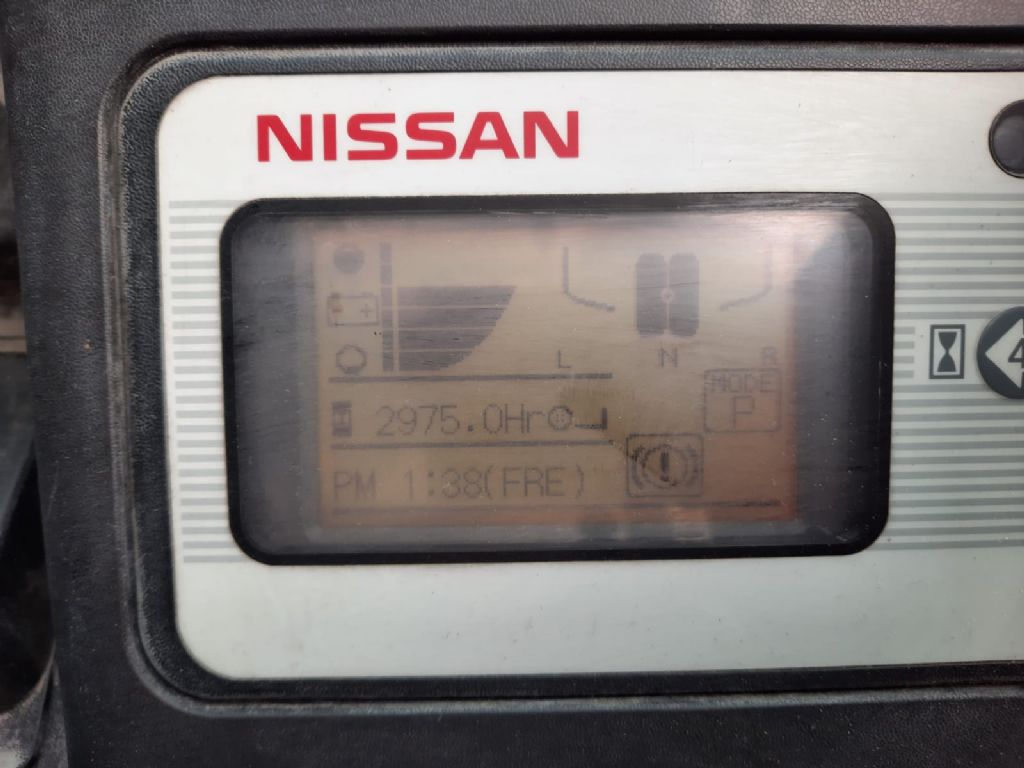 NISSAN
L N R
MODE
P
2975.0Hr
PM 1:38(FRE)
4